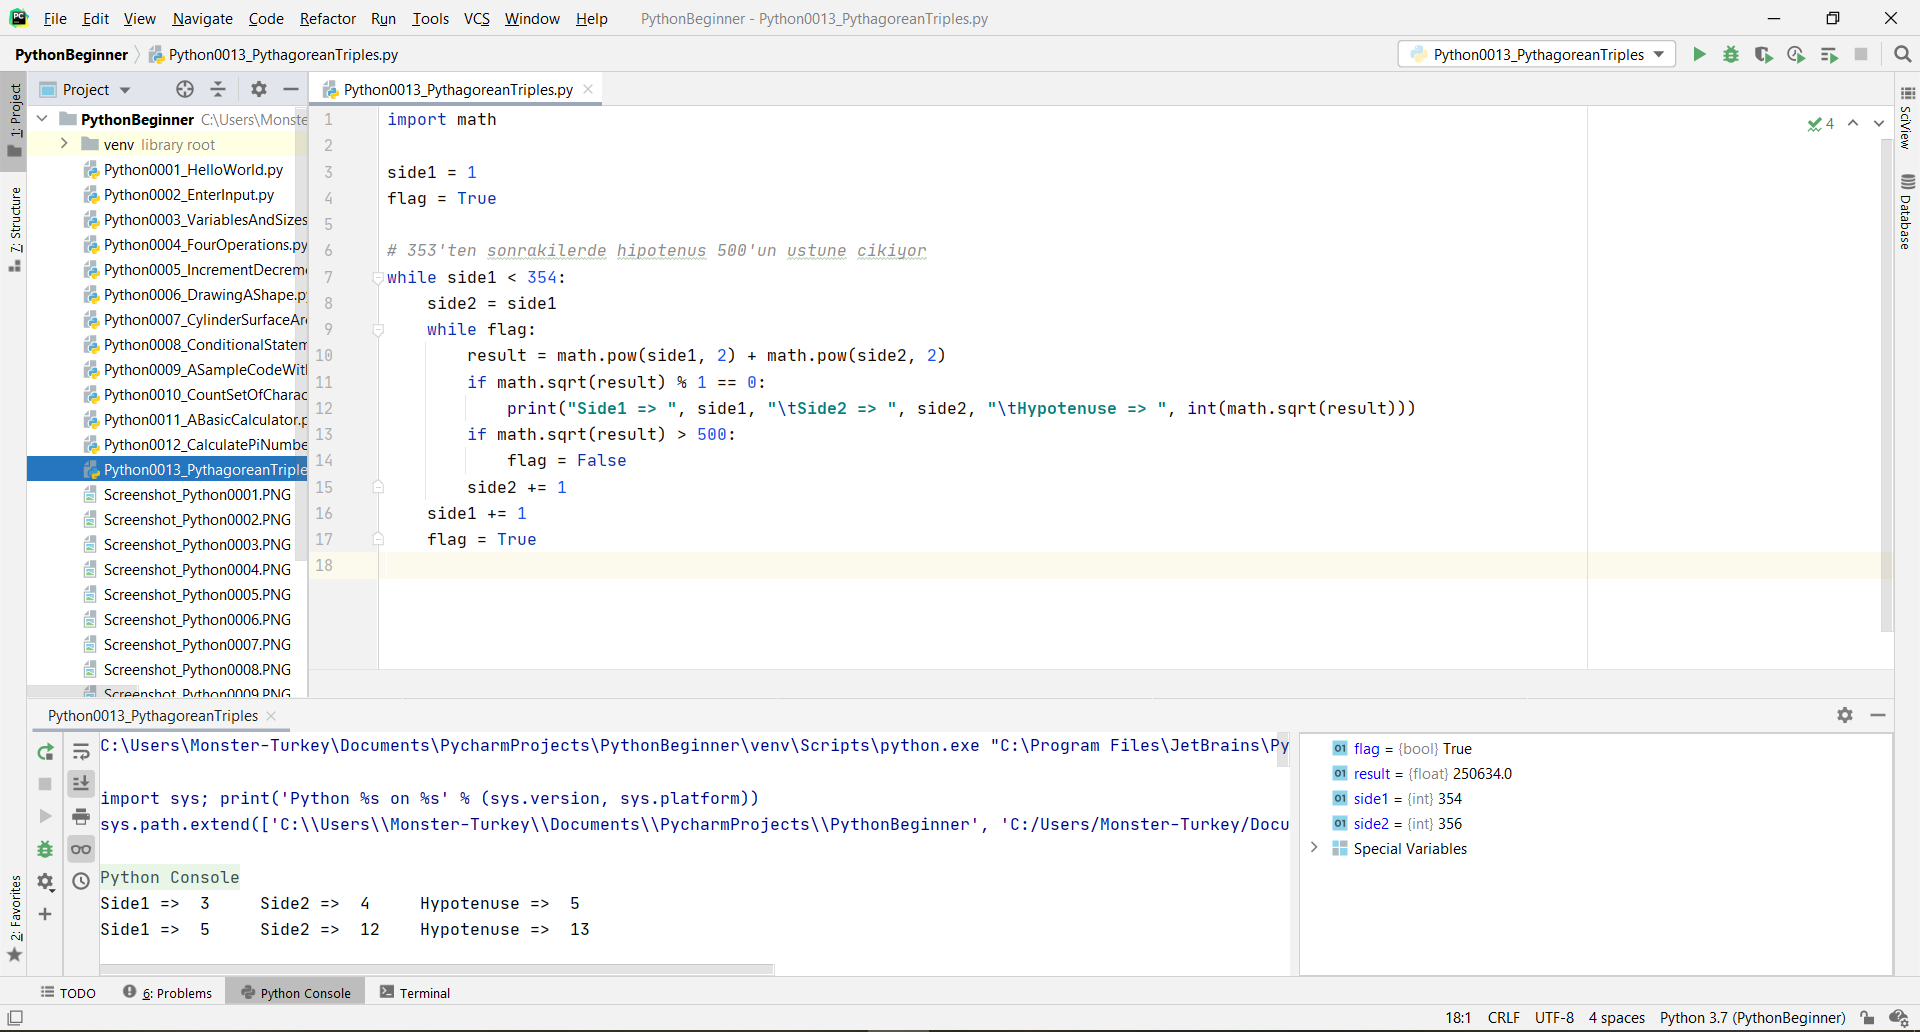 PC File Edit View Navigate Code Refactor Run Tools VCS Window Help PythonBeginner - Python0013_PythagoreanTriples.py
PythonBeginner Python0013_PythagoreanTriples.py Python0013_PythagoreanTriples
1: Project
7: Structure
2: Favorites
Project
PythonBeginner C:\Users\Monste
venv library root
Python0001_HelloWorld.py
Python0002_EnterInput.py
Python0003_VariablesAndSizes
Python0004_FourOperations.py
Python0005_IncrementDecreme
Python0006_DrawingAShape.p
Python0007_CylinderSurfaceAre
Python0008_ConditionalStatem
Python0009_ASampleCodeWitl
Python0010_CountSetOfCharac
Python0011_ABasicCalculator.p
Python0012_CalculatePiNumbe
Python0013_PythagoreanTriple
Screenshot_Python0001.PNG
Screenshot_Python0002.PNG
Screenshot_Python0003.PNG
Screenshot_Python0004.PNG
Screenshot_Python0005.PNG
Screenshot_Python0006.PNG
Screenshot_Python0007.PNG
Screenshot_Python0008.PNG
Screenshot_Python0009.PNG
Python0013_PythagoreanTriples.py
4
1 import math
2
3 side1 = 1
4 flag = True
5
6 # 353'ten sonrakilerde hipotenus 500'un ustune cikiyor
7 while side1 < 354:
8 side2 = side1
9 while flag:
10 result = math.pow(side1, 2) + math.pow(side2, 2)
11 if math.sqrt(result) % 1 == 0:
12 print("Side1 => ", side1, "\tSide2 => ", side2, "\tHypotenuse => ", int(math.sqrt(result)))
13 if math.sqrt(result) > 500:
14 flag = False
15 side2 += 1
16 side1 += 1
17 flag = True
18
SciView
Database
Python0013_PythagoreanTriples
C:\Users\Monster-Turkey\Documents\PycharmProjects\PythonBeginner\venv\Scripts\python.exe "C:\Program Files\JetBrains\Py
import sys; print('Python %s on %s' % (sys.version, sys.platform))
sys.path.extend(['C:\\Users\\Monster-Turkey\\Documents\\PycharmProjects\\PythonBeginner', 'C:/Users/Monster-Turkey/Docu
Python Console
Side1 => 3 Side2 => 4 Hypotenuse => 5
Side1 => 5 Side2 => 12 Hypotenuse => 13
01 flag = {bool} True
01 result = {float} 250634.0
01 side1 = {int} 354
01 side2 = {int} 356
Special Variables
TODO 6: Problems Python Console Terminal
18:1 CRLF UTF-8 4 spaces Python 3.7 (PythonBeginner)